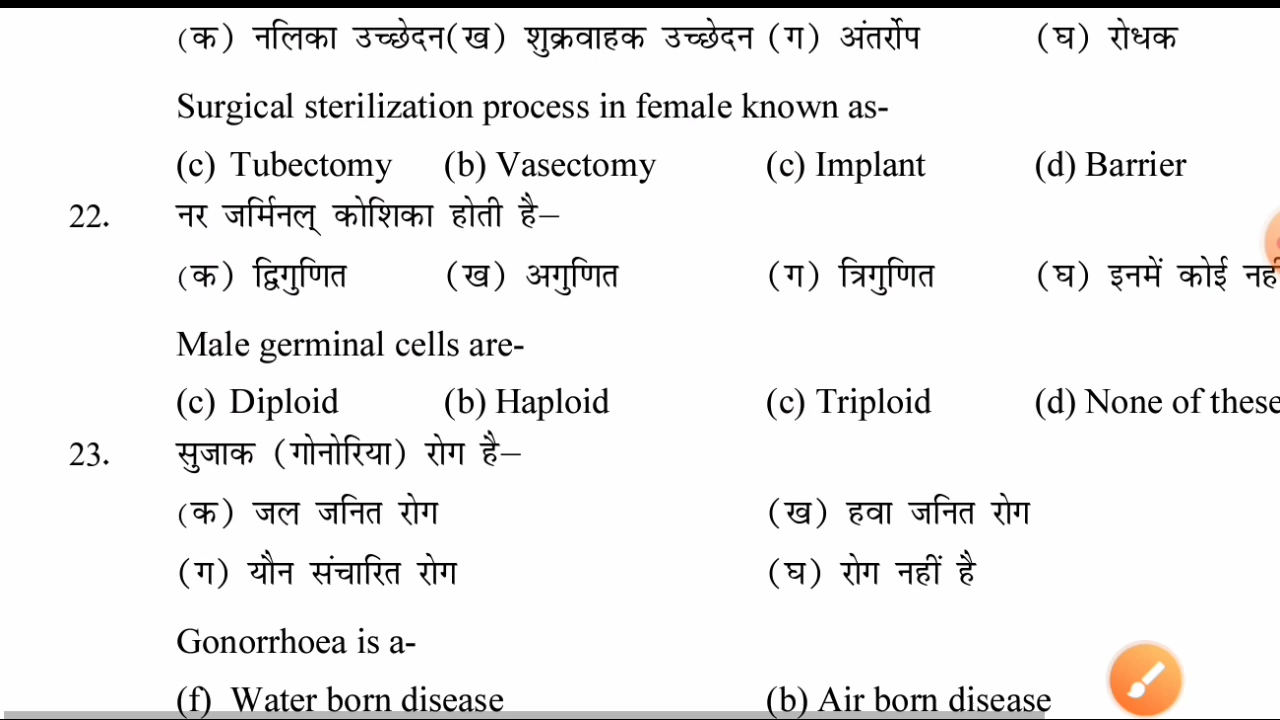 (क) नलिका उच्छेदन(ख) शुक्रवाहक उच्छेदन (ग) अंतर्रोप (घ) रोधक
Surgical sterilization process in female known as-
(c) Tubectomy (b) Vasectomy (c) Implant (d) Barrier
22. नर जर्मिनल् कोशिका होती है–
(क) द्विगुणित (ख) अगुणित (ग) त्रिगुणित (घ) इनमें कोई नहीं
Male germinal cells are-
(c) Diploid (b) Haploid (c) Triploid (d) None of these
23. सुजाक (गोनोरिया) रोग है–
(क) जल जनित रोग (ख) हवा जनित रोग
(ग) यौन संचारित रोग (घ) रोग नहीं है
Gonorrhoea is a-
(f) Water born disease (b) Air born disease